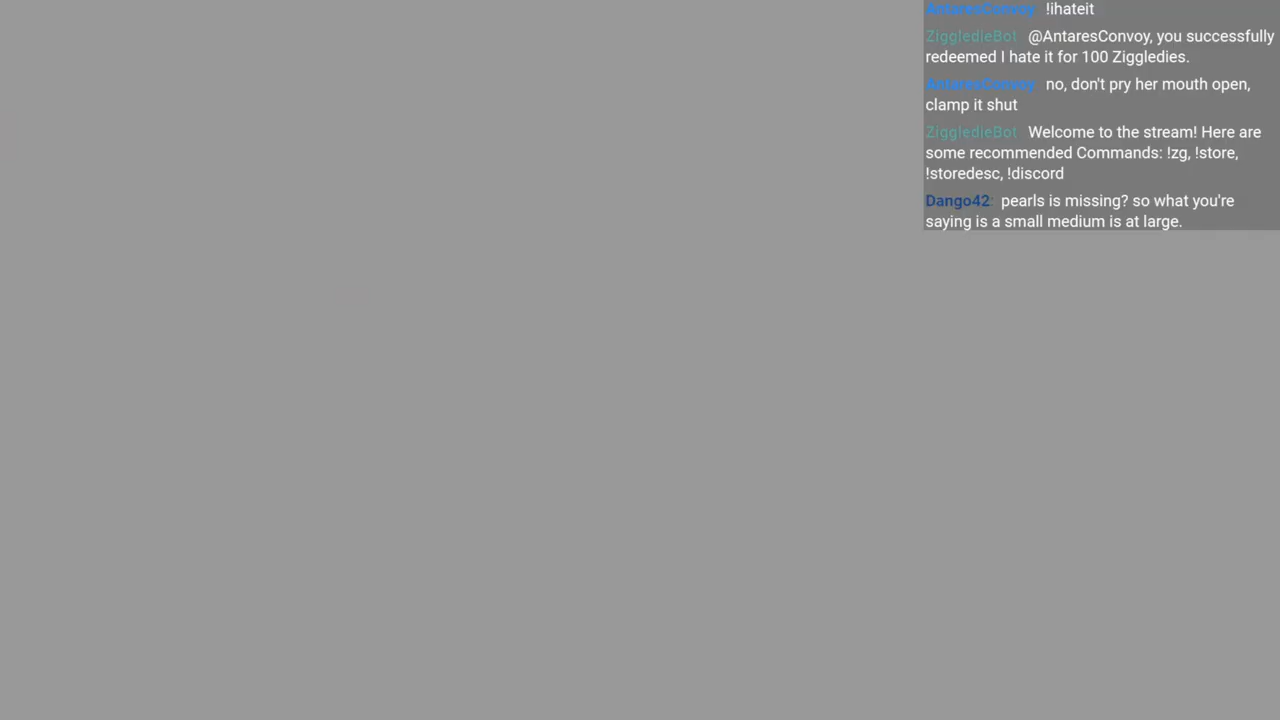 AntaresConvoy: !ihateit
ZiggledieBot: @AntaresConvoy, you successfully
redeemed I hate it for 100 Ziggledies.
AntaresConvoy: no, don't pry her mouth open,
clamp it shut
ZiggledieBot: Welcome to the stream! Here are
some recommended Commands: !zg, !store,
!storedesc, !discord
Dango42: pearls is missing? so what you're
saying is a small medium is at large.